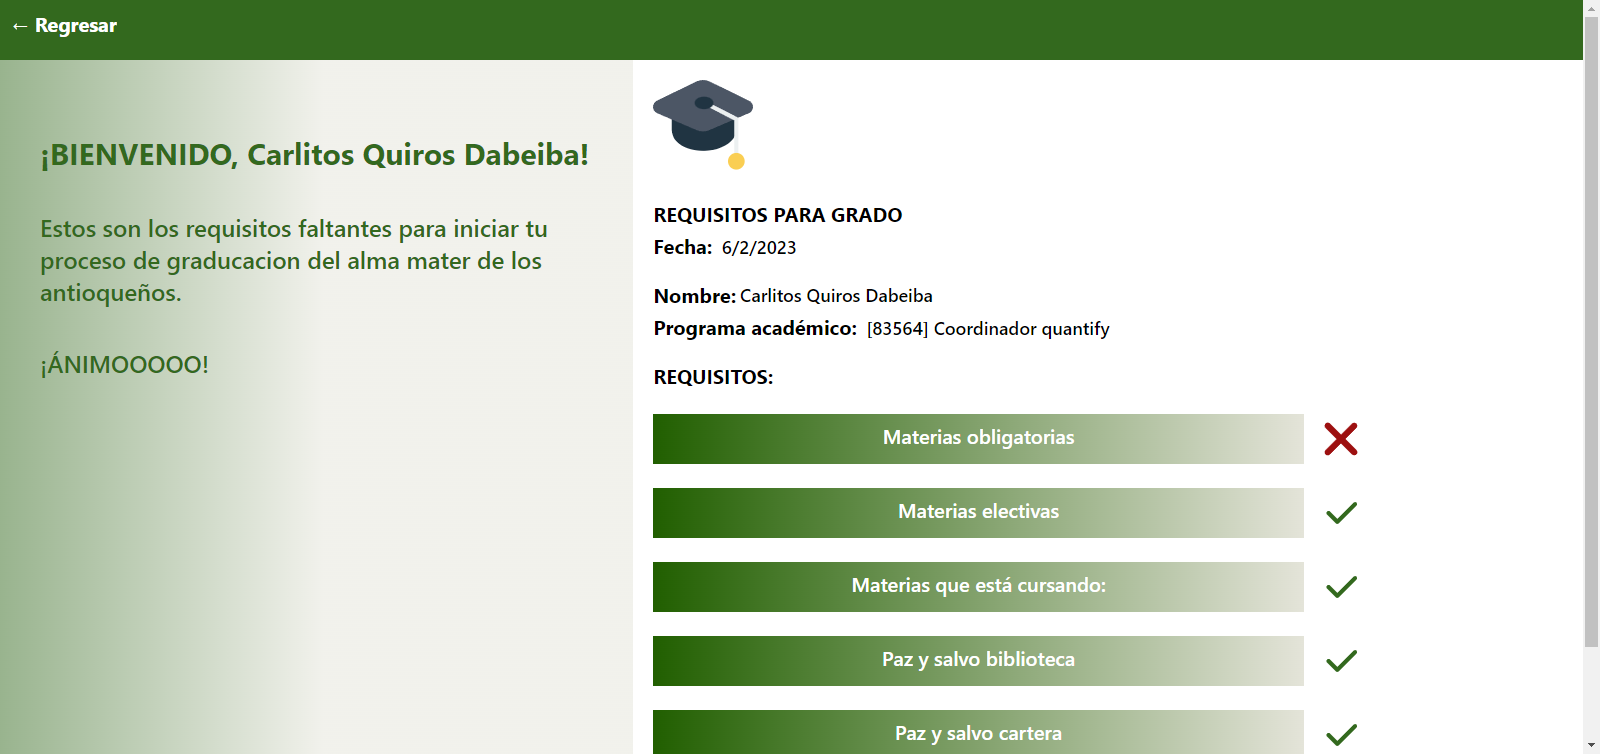 ← Regresar
¡BIENVENIDO, Carlitos Quiros Dabeiba!
Estos son los requisitos faltantes para iniciar tu
proceso de graducacion del alma mater de los
antioqueños.
¡ÁNIMOOOOO!
REQUISITOS PARA GRADO
Fecha: 6/2/2023
Nombre: Carlitos Quiros Dabeiba
Programa académico: [83564] Coordinador quantify
REQUISITOS:
Materias obligatorias
Materias electivas
Materias que está cursando:
Paz y salvo biblioteca
Paz y salvo cartera